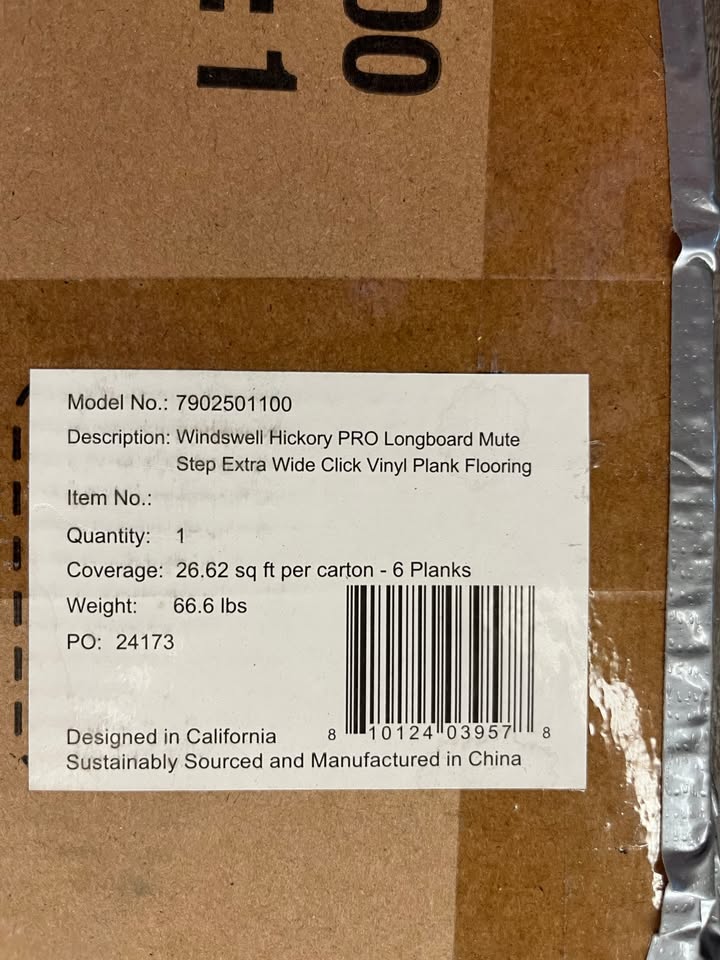 00
: 1
Model No.: 7902501100
Description: Windswell Hickory PRO Longboard Mute
Step Extra Wide Click Vinyl Plank Flooring
Item No.:
Quantity: 1
Coverage: 26.62 sq ft per carton - 6 Planks
Weight: 66.6 lbs
PO: 24173
8 10124 03957 8
Designed in California
Sustainably Sourced and Manufactured in China